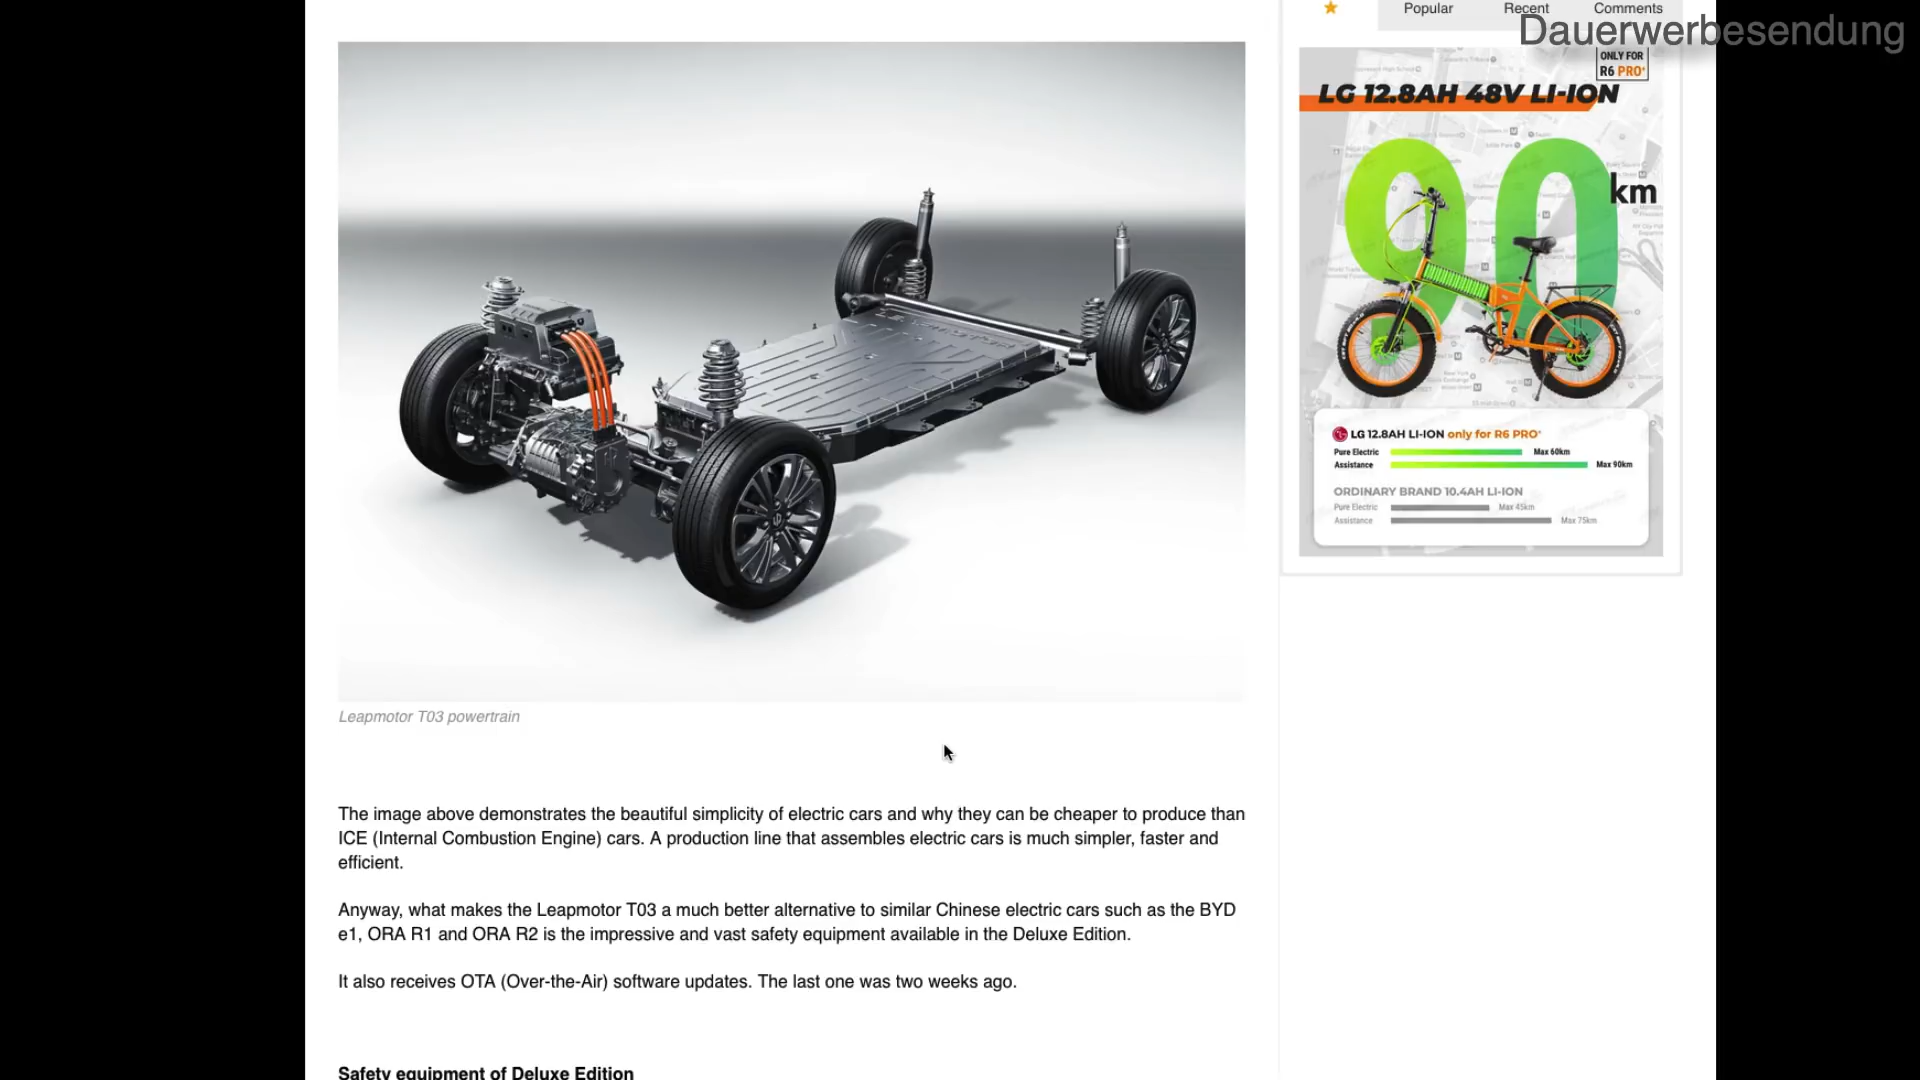 Popular
Recent
Comments
Dauerwerbesendung
ONLY FOR
R6 PRO+
LG 12.8AH 48V LI-ION
90
km
LG 12.8AH LI-ION only for R6 PRO+
Pure Electric Max 60km
Assistance Max 90km
ORDINARY BRAND 10.4AH LI-ION
Pure Electric Max 45km
Assistance Max 75km
Leapmotor T03 powertrain
The image above demonstrates the beautiful simplicity of electric cars and why they can be cheaper to produce than
ICE (Internal Combustion Engine) cars. A production line that assembles electric cars is much simpler, faster and
efficient.
Anyway, what makes the Leapmotor T03 a much better alternative to similar Chinese electric cars such as the BYD
e1, ORA R1 and ORA R2 is the impressive and vast safety equipment available in the Deluxe Edition.
It also receives OTA (Over-the-Air) software updates. The last one was two weeks ago.
Safety equipment of Deluxe Edition